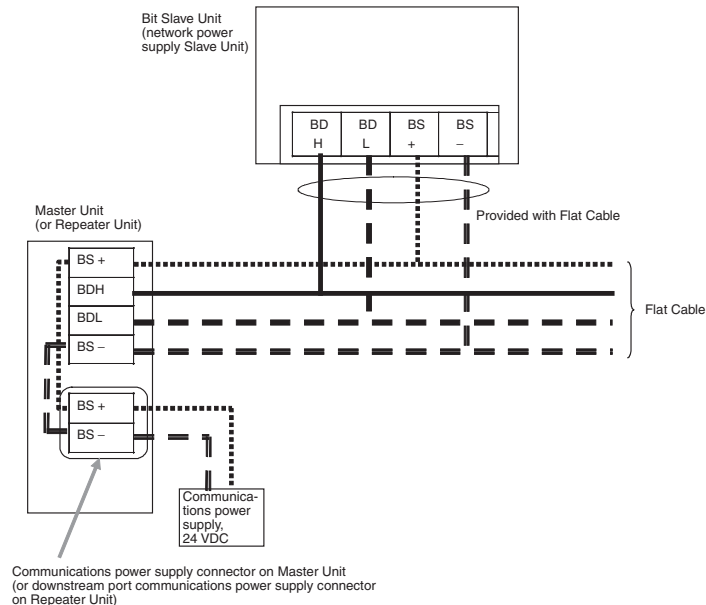 Bit Slave Unit
(network power
supply Slave Unit)
BD BD BS BS
H L + −
Provided with Flat Cable
Master Unit
(or Repeater Unit)
BS +
BDH
BDL
BS −
Flat Cable
BS +
BS −
Communica-
tions power
supply,
24 VDC
Communications power supply connector on Master Unit
(or downstream port communications power supply connector
on Repeater Unit)